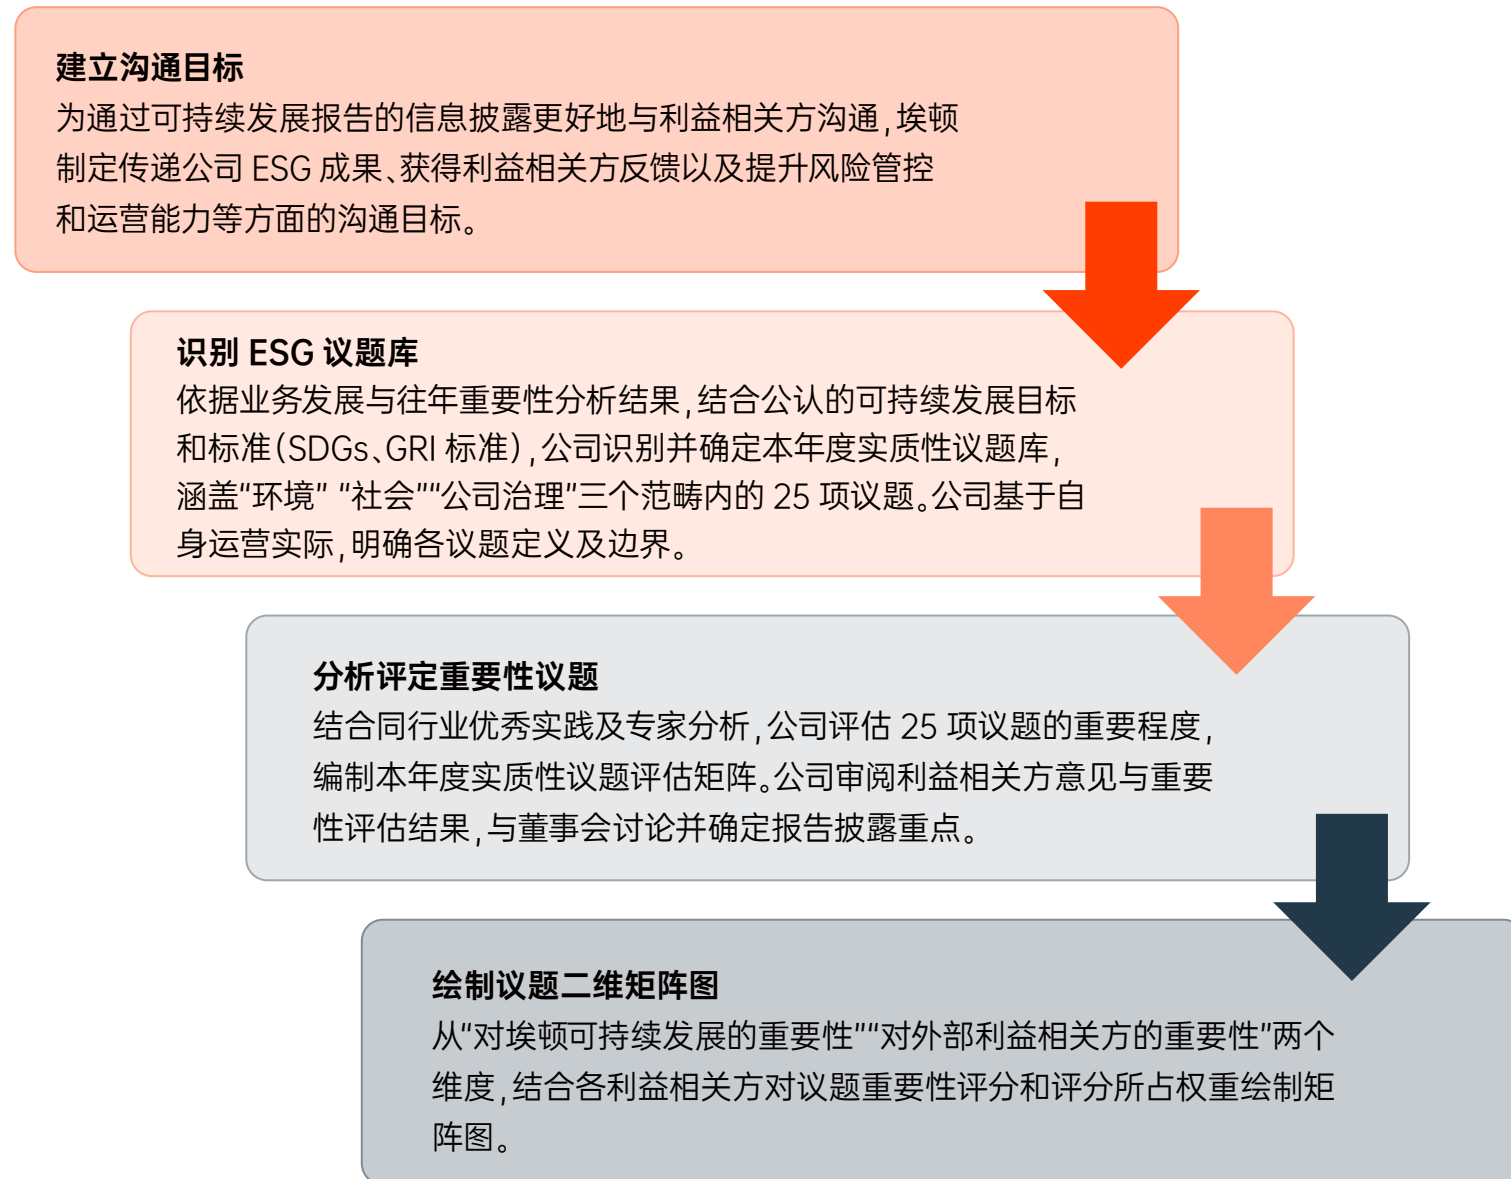 建立沟通目标
为通过可持续发展报告的信息披露更好地与利益相关方沟通,埃顿
制定传递公司 ESG 成果、获得利益相关方反馈以及提升风险管控
和运营能力等方面的沟通目标。
识别 ESG 议题库
依据业务发展与往年重要性分析结果,结合公认的可持续发展目标
和标准(SDGs、GRI 标准),公司识别并确定本年度实质性议题库,
涵盖“环境” “社会”“公司治理”三个范畴内的 25 项议题。公司基于自
身运营实际,明确各议题定义及边界。
分析评定重要性议题
结合同行业优秀实践及专家分析,公司评估 25 项议题的重要程度,
编制本年度实质性议题评估矩阵。公司审阅利益相关方意见与重要
性评估结果,与董事会讨论并确定报告披露重点。
绘制议题二维矩阵图
从“对埃顿可持续发展的重要性”“对外部利益相关方的重要性”两个
维度,结合各利益相关方对议题重要性评分和评分所占权重绘制矩
阵图。